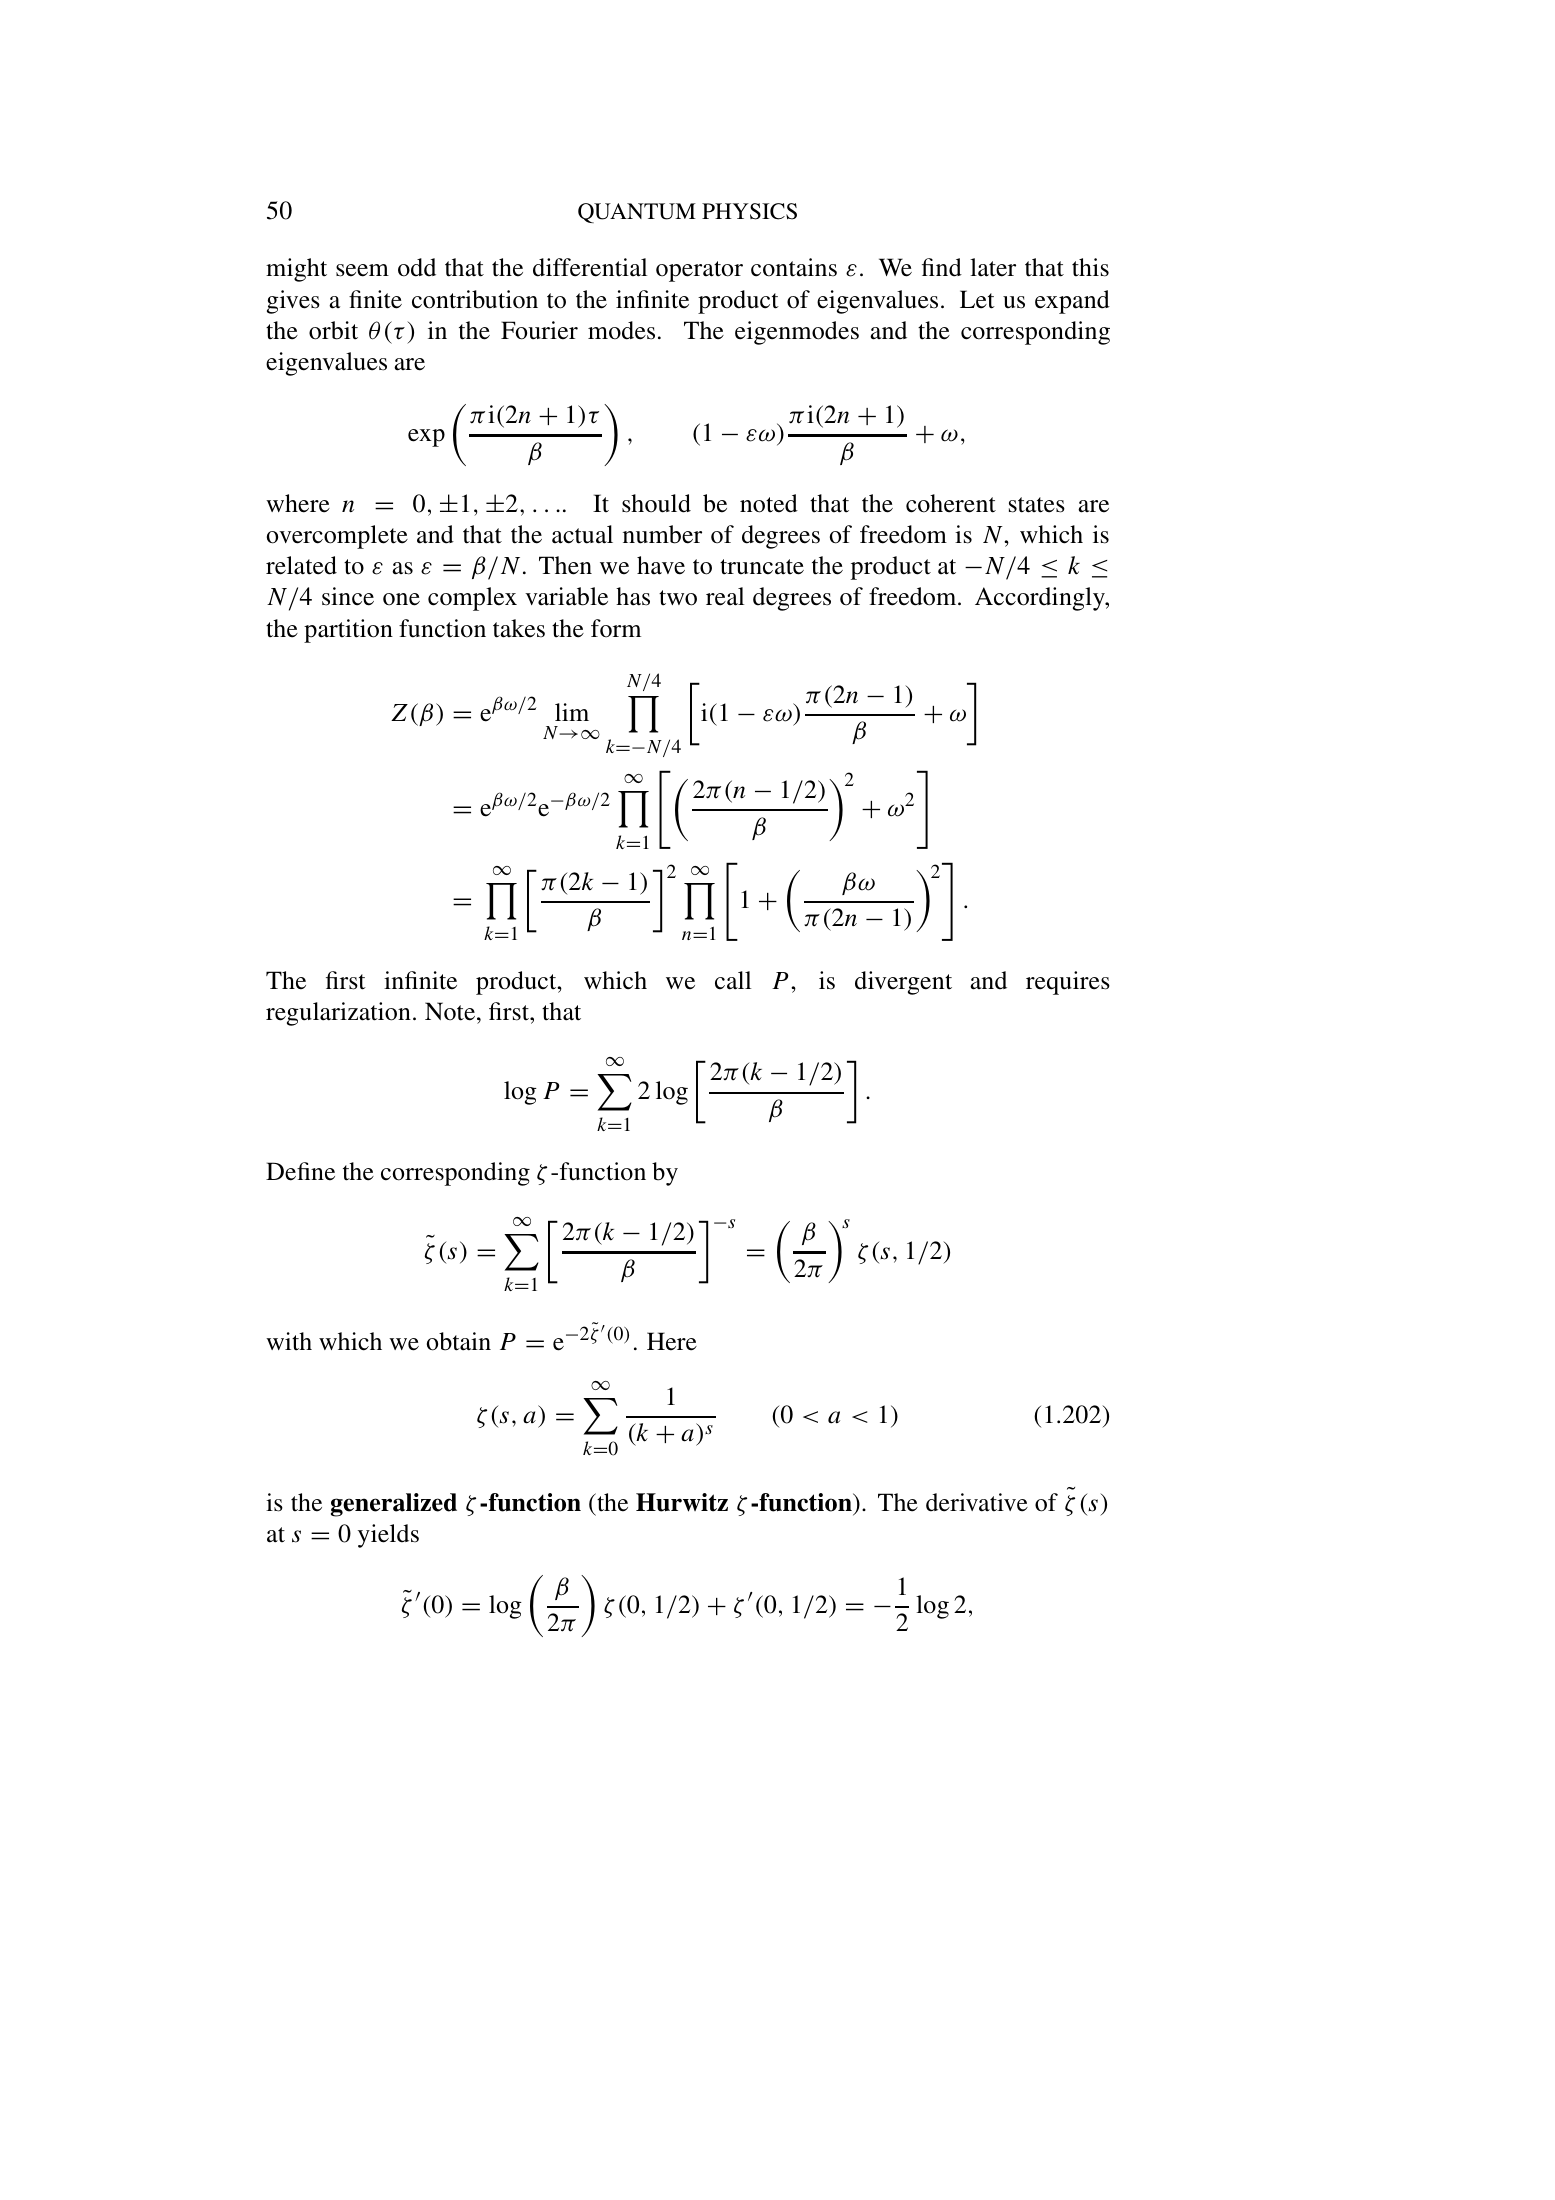 50 QUANTUM PHYSICS
might seem odd that the differential operator contains ε. We find later that this
gives a finite contribution to the infinite product of eigenvalues. Let us expand
the orbit θ(τ) in the Fourier modes. The eigenmodes and the corresponding
eigenvalues are
exp(πi(2n + 1)τ / β), (1 − εω) πi(2n + 1)/β + ω,
where n = 0, ±1, ±2, .... It should be noted that the coherent states are
overcomplete and that the actual number of degrees of freedom is N, which is
related to ε as ε = β/N. Then we have to truncate the product at −N/4 ≤ k ≤
N/4 since one complex variable has two real degrees of freedom. Accordingly,
the partition function takes the form
Z(β) = e^{βω/2} lim_{N→∞} ∏_{k=−N/4}^{N/4} [i(1 − εω) π(2n − 1)/β + ω]
= e^{βω/2}e^{−βω/2} ∏_{k=1}^{∞} [(2π(n − 1/2)/β)^2 + ω^2]
= ∏_{k=1}^{∞} [π(2k − 1)/β]^2 ∏_{n=1}^{∞} [1 + (βω/π(2n − 1))^2].
The first infinite product, which we call P, is divergent and requires
regularization. Note, first, that
log P = ∑_{k=1}^{∞} 2 log [2π(k − 1/2)/β].
Define the corresponding ζ-function by
ζ̃(s) = ∑_{k=1}^{∞} [2π(k − 1/2)/β]^{−s} = (β/2π)^s ζ(s, 1/2)
with which we obtain P = e^{−2ζ̃′(0)}. Here
ζ(s, a) = ∑_{k=0}^{∞} 1/(k + a)^s (0 < a < 1) (1.202)
is the generalized ζ-function (the Hurwitz ζ-function). The derivative of ζ̃(s)
at s = 0 yields
ζ̃′(0) = log (β/2π) ζ(0, 1/2) + ζ′(0, 1/2) = −1/2 log 2,